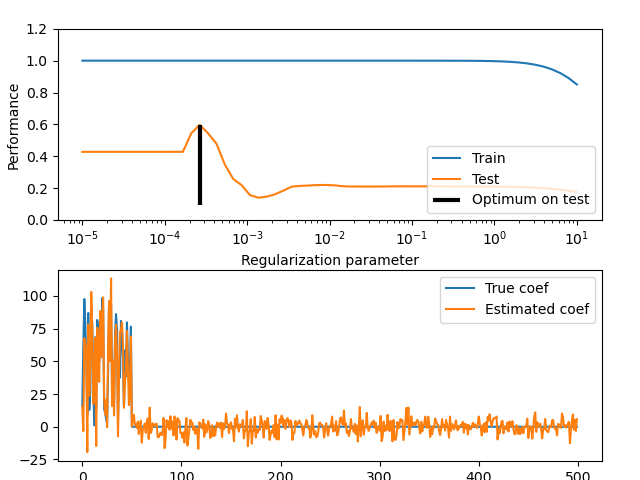 1.2
1.0
0.8
0.6
0.4
0.2
0.0
Performance
Train
Test
Optimum on test
10⁻⁵ 10⁻⁴ 10⁻³ 10⁻² 10⁻¹ 10⁰ 10¹
Regularization parameter
100
75
50
25
0
−25
True coef
Estimated coef
0 100 200 300 400 500